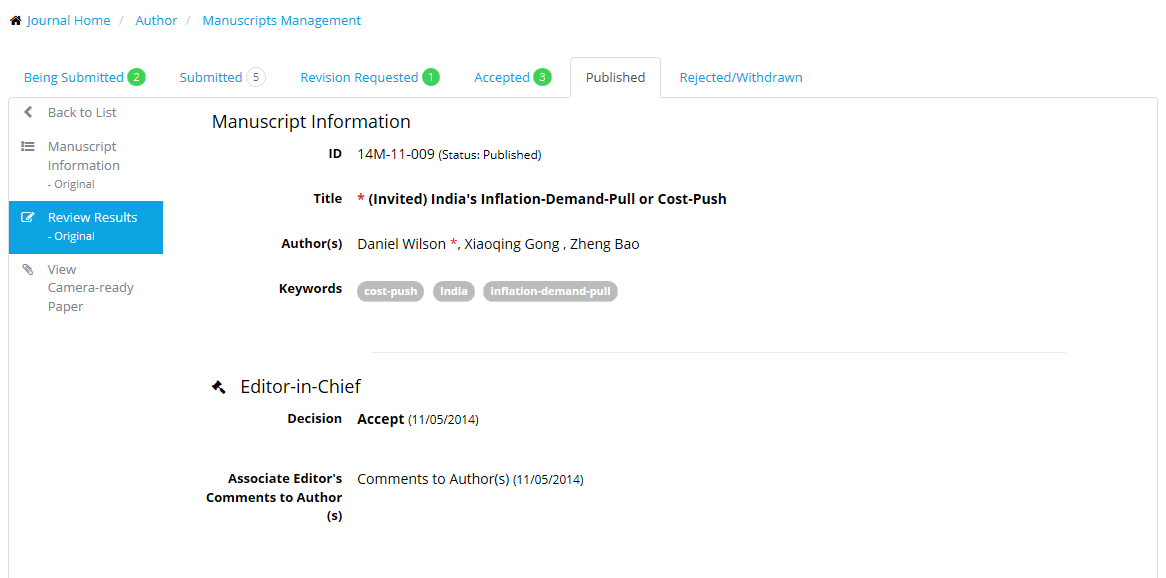 Journal Home / Author / Manuscripts Management
Being Submitted 2 Submitted 5 Revision Requested 1 Accepted 3 Published Rejected/Withdrawn
Back to List
Manuscript
Information
- Original
Review Results
- Original
View
Camera-ready
Paper
Manuscript Information
ID 14M-11-009 (Status: Published)
Title * (Invited) India's Inflation-Demand-Pull or Cost-Push
Author(s) Daniel Wilson *, Xiaoqing Gong , Zheng Bao
Keywords cost-push India inflation-demand-pull
Editor-in-Chief
Decision Accept (11/05/2014)
Associate Editor's
Comments to Author
(s)
Comments to Author(s) (11/05/2014)